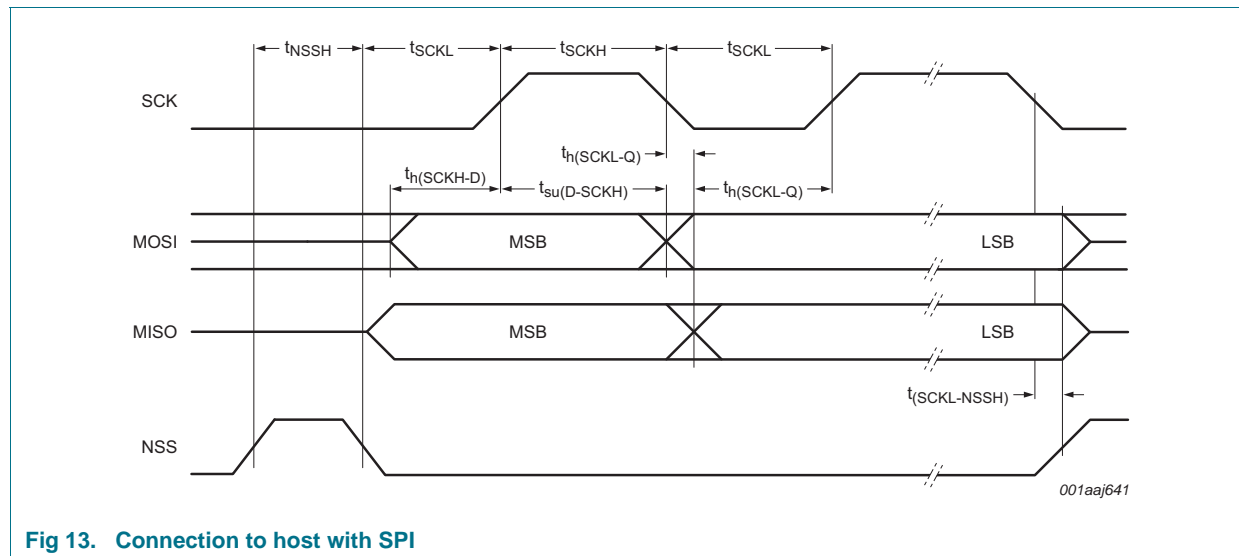 tNSSH tSCKL tSCKH tSCKL
SCK
th(SCKL-Q)
th(SCKH-D) tsu(D-SCKH) th(SCKL-Q)
MOSI MSB LSB
MISO MSB LSB
t(SCKL-NSSH)
NSS
001aaj641
Fig 13. Connection to host with SPI